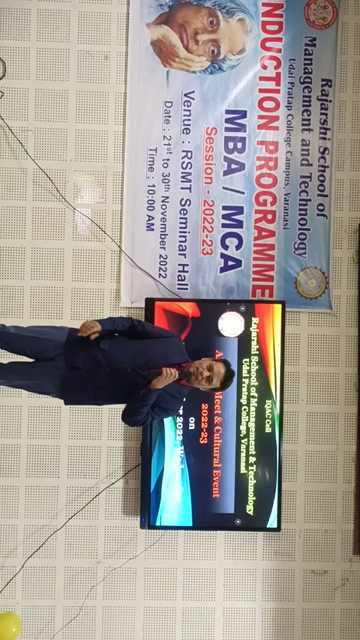 Rajarshi School of
Management and Technology
Udai Pratap College Campus, Varanasi
INDUCTION PROGRAMME
MBA / MCA
Session - 2022-23
Venue : RSMT Seminar Hall
Date : 21st to 30th November 2022
Time : 10:00 AM
IQAC Cell
Rajarshi School of Management & Technology
Udai Pratap College, Varanasi
Meet & Cultural Event
2022-23
on
2022,